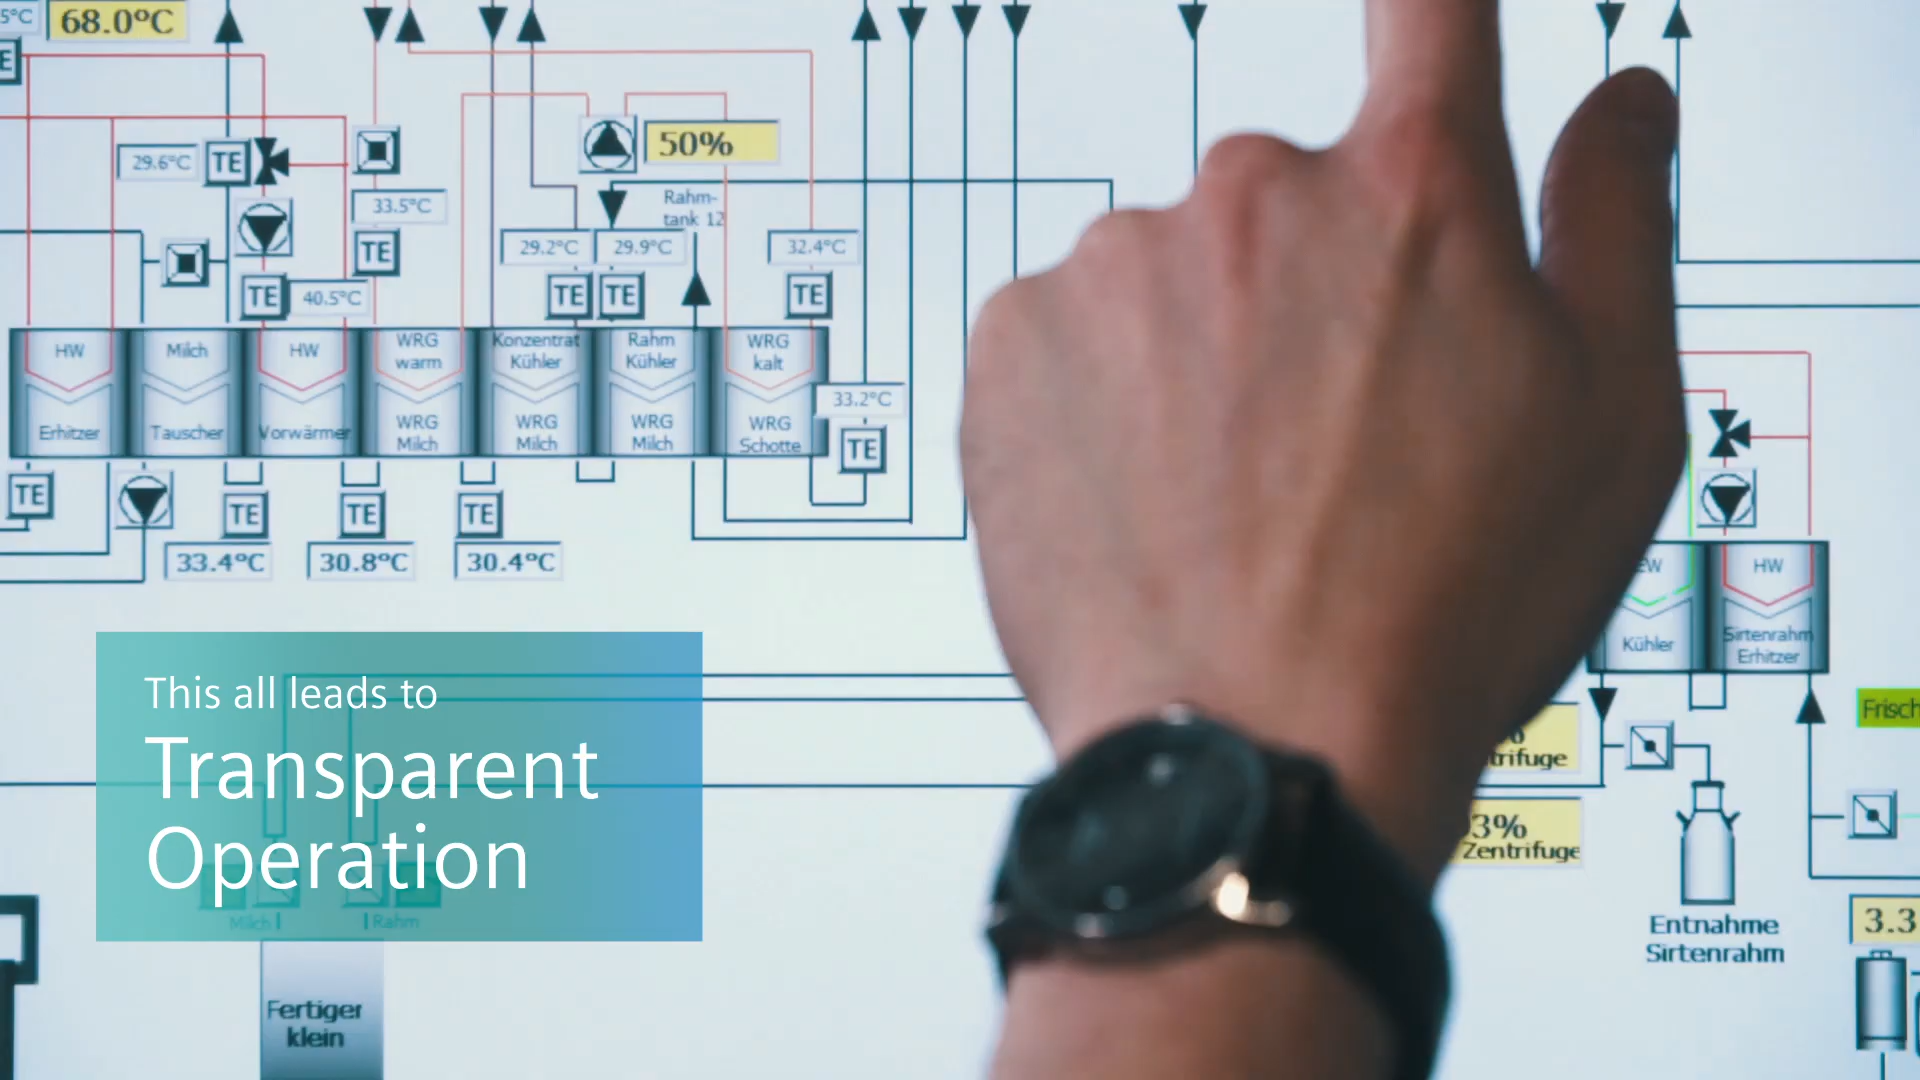 5°C
68.0°C
E
29.6°C
TE
33.5°C
TE
TE
40.5°C
50%
Rahm-
tank 12
29.2°C
29.9°C
32.4°C
TE
TE
TE
33.2°C
TE
HW
Erhitzer
Milch
Tauscher
HW
Vorwärmer
WRG
warm
WRG
Milch
Konzentrat
Kühler
WRG
Milch
Rahm
Kühler
WRG
Milch
WRG
kalt
WRG
Schotte
TE
TE
TE
TE
33.4°C
30.8°C
30.4°C
EW
Kühler
HW
Sirtenrahm
Erhitzer
Frisch
%
trifuge
3%
Zentrifuge
Entnahme
Sirtenrahm
3.3
This all leads to
Transparent
Operation
Milch
Rahm
Fertiger
klein